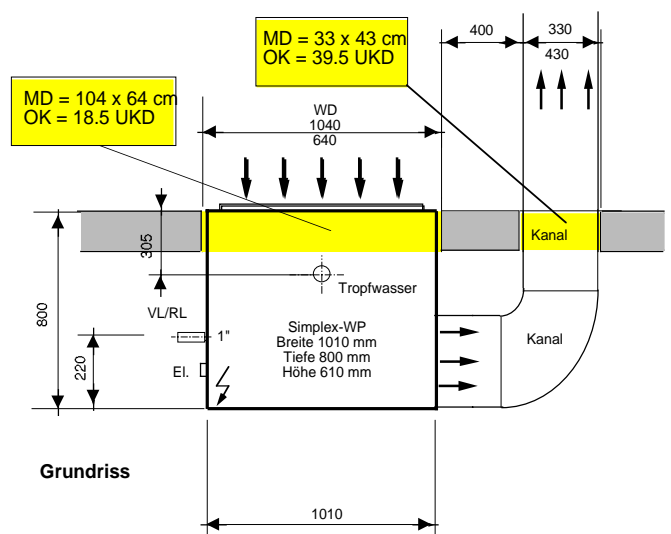 MD = 33 x 43 cm
OK = 39.5 UKD
400
330
430
MD = 104 x 64 cm
OK = 18.5 UKD
WD
1040
640
305
Kanal
Tropfwasser
800
VL/RL
1"
Simplex-WP
Breite 1010 mm
Tiefe 800 mm
Höhe 610 mm
Kanal
220
El.
Grundriss
1010